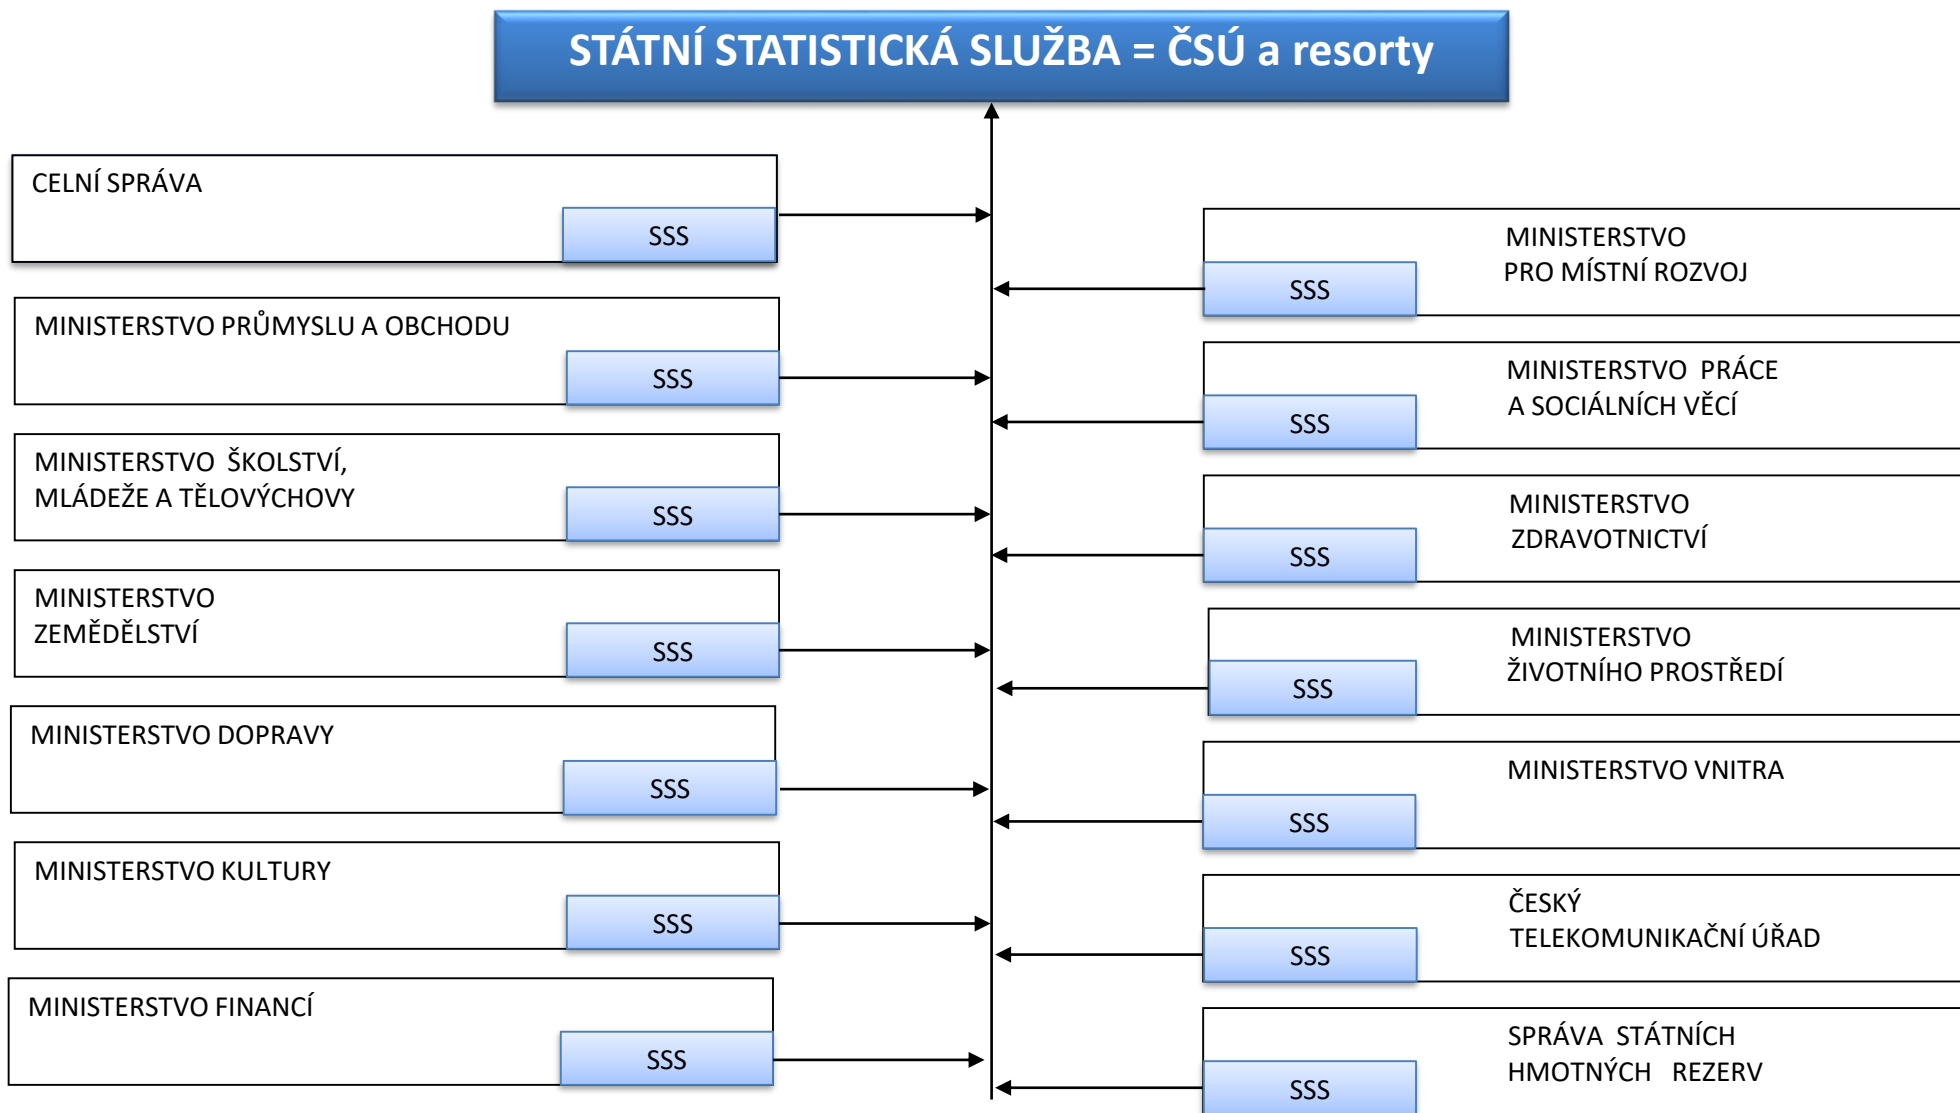 STÁTNÍ STATISTICKÁ SLUŽBA = ČSÚ a resorty
CELNÍ SPRÁVA
SSS
MINISTERSTVO PRŮMYSLU A OBCHODU
SSS
MINISTERSTVO ŠKOLSTVÍ,
MLÁDEŽE A TĚLOVÝCHOVY
SSS
MINISTERSTVO
ZEMĚDĚLSTVÍ
SSS
MINISTERSTVO DOPRAVY
SSS
MINISTERSTVO KULTURY
SSS
MINISTERSTVO FINANCÍ
SSS
MINISTERSTVO
PRO MÍSTNÍ ROZVOJ
SSS
MINISTERSTVO PRÁCE
A SOCIÁLNÍCH VĚCÍ
SSS
MINISTERSTVO
ZDRAVOTNICTVÍ
SSS
MINISTERSTVO
ŽIVOTNÍHO PROSTŘEDÍ
SSS
MINISTERSTVO VNITRA
SSS
ČESKÝ
TELEKOMUNIKAČNÍ ÚŘAD
SSS
SPRÁVA STÁTNÍCH
HMOTNÝCH REZERV
SSS